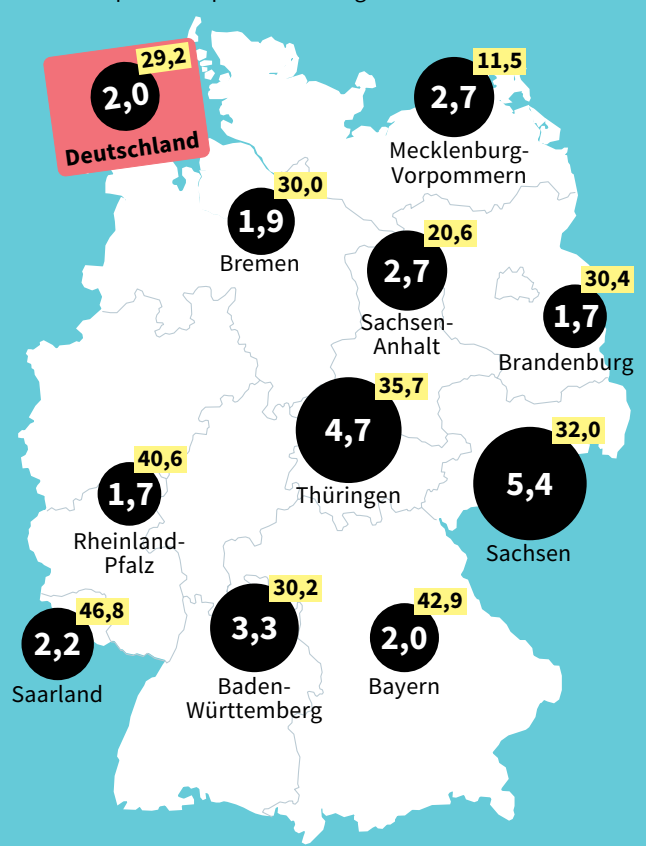 29,2
2,0
Deutschland
11,5
2,7
Mecklenburg-
Vorpommern
30,0
1,9
Bremen
20,6
2,7
Sachsen-
Anhalt
30,4
1,7
Brandenburg
35,7
4,7
Thüringen
32,0
5,4
Sachsen
40,6
1,7
Rheinland-
Pfalz
46,8
2,2
Saarland
30,2
3,3
Baden-
Württemberg
42,9
2,0
Bayern